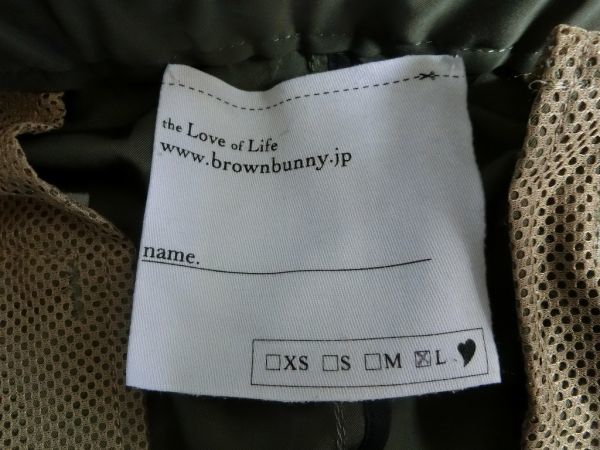 the Love of Life
www.brownbunny.jp
name.
☐XS ☐S ☐M ☒L ♥